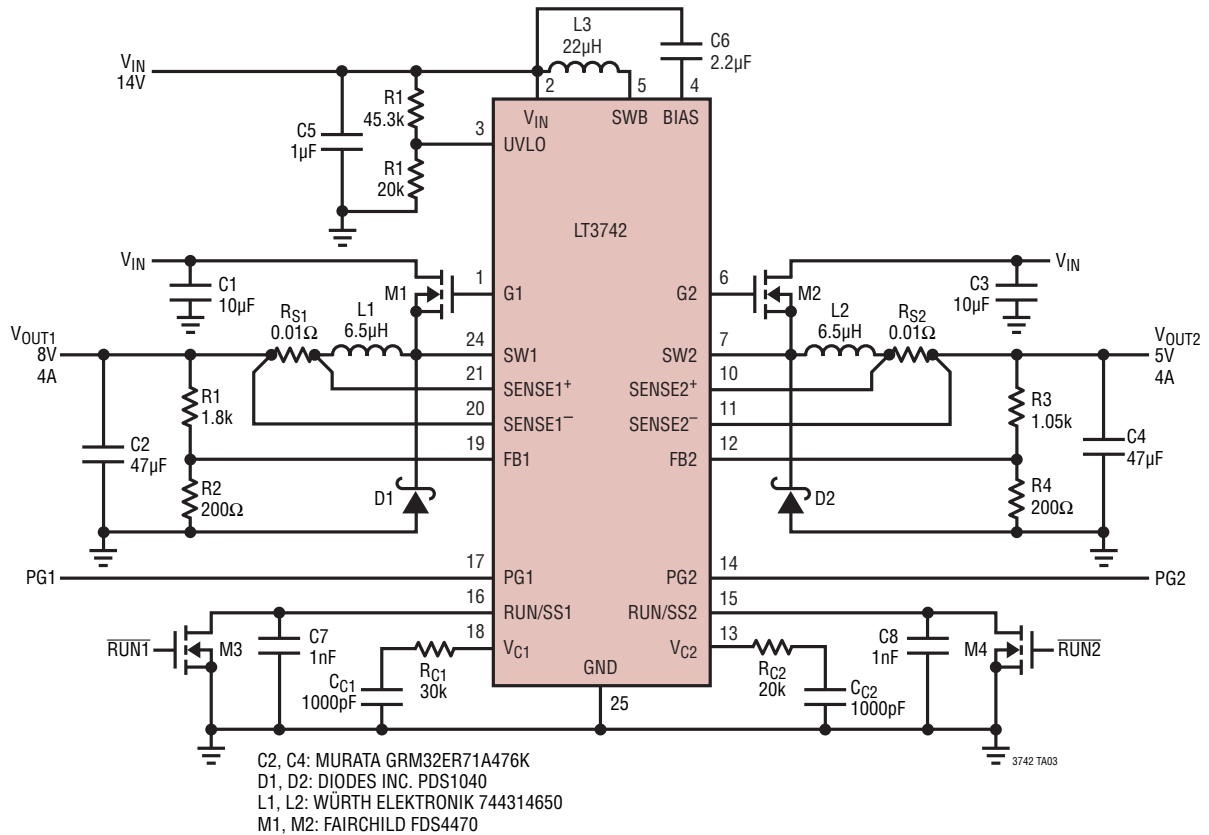 L3
22µH
C6
2.2µF
VIN
14V
2
5
4
R1
45.3k
VIN
SWB
BIAS
3
UVLO
C5
1µF
R1
20k
LT3742
VIN
VIN
C1
10µF
M1
1
G1
G2
6
M2
C3
10µF
VOUT1
8V
4A
RS1
0.01Ω
L1
6.5µH
24
SW1
SW2
7
L2
6.5µH
RS2
0.01Ω
VOUT2
5V
4A
21
SENSE1+
SENSE2+
10
R1
1.8k
20
SENSE1–
SENSE2–
11
R3
1.05k
C2
47µF
19
FB1
FB2
12
C4
47µF
R2
200Ω
D1
D2
R4
200Ω
PG1
17
PG1
PG2
14
PG2
16
RUN/SS1
RUN/SS2
15
RUN1
M3
C7
1nF
18
VC1
VC2
13
C8
1nF
M4
RUN2
CC1
1000pF
RC1
30k
GND
25
RC2
20k
CC2
1000pF
3742 TA03
C2, C4: MURATA GRM32ER71A476K
D1, D2: DIODES INC. PDS1040
L1, L2: WÜRTH ELEKTRONIK 744314650
M1, M2: FAIRCHILD FDS4470